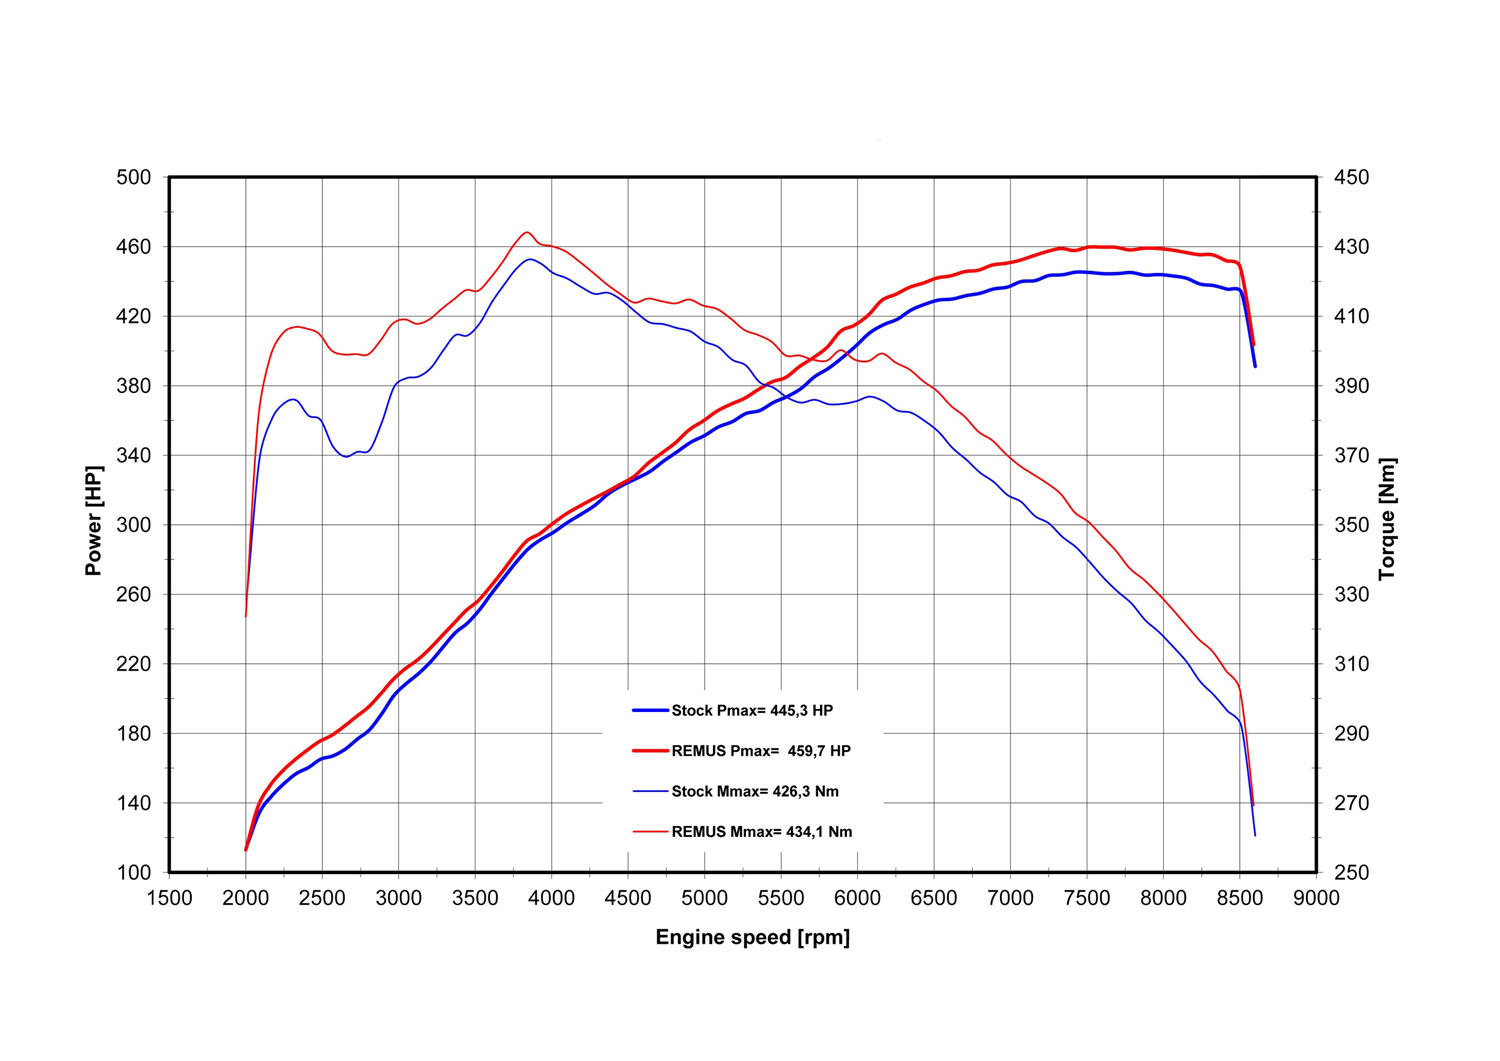 500
460
420
380
340
300
260
220
180
140
100
Power [HP]
450
430
410
390
370
350
330
310
290
270
250
Torque [Nm]
Stock Pmax= 445,3 HP
REMUS Pmax=  459,7 HP
Stock Mmax= 426,3 Nm
REMUS Mmax= 434,1 Nm
1500 2000 2500 3000 3500 4000 4500 5000 5500 6000 6500 7000 7500 8000 8500 9000
Engine speed [rpm]